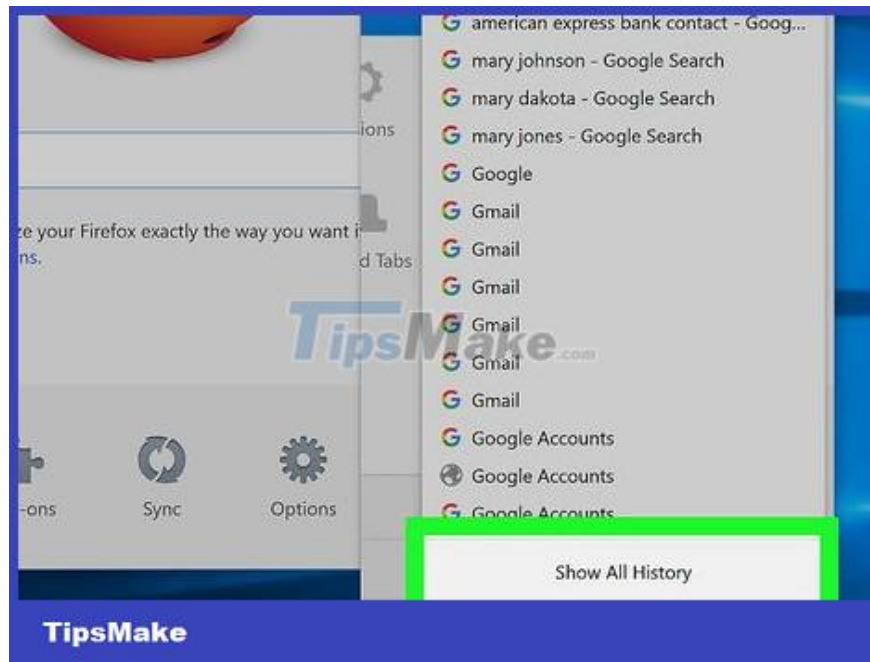 american express bank contact - Goog...
mary johnson - Google Search
mary dakota - Google Search
mary jones - Google Search
Google
Gmail
Gmail
Gmail
Gmail
Gmail
Gmail
Google Accounts
Google Accounts
Google Accounts
Show All History
ions
d Tabs
ze your Firefox exactly the way you want i
ns.
-ons
Sync
Options
TipsMake.com
TipsMake